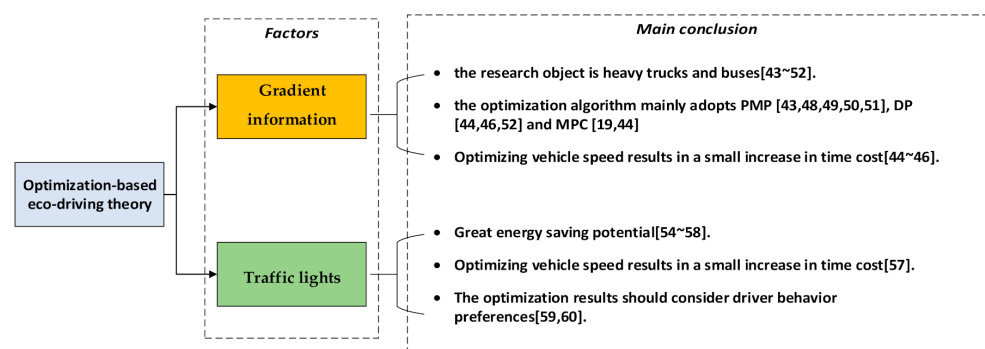 Factors
Main conclusion
Optimization-based
eco-driving theory
Gradient
information
• the research object is heavy trucks and buses[43~52].
• the optimization algorithm mainly adopts PMP [43,48,49,50,51], DP
[44,46,52] and MPC [19,44]
• Optimizing vehicle speed results in a small increase in time cost[44~46].
Traffic lights
• Great energy saving potential[54~58].
• Optimizing vehicle speed results in a small increase in time cost[57].
• The optimization results should consider driver behavior
preferences[59,60].